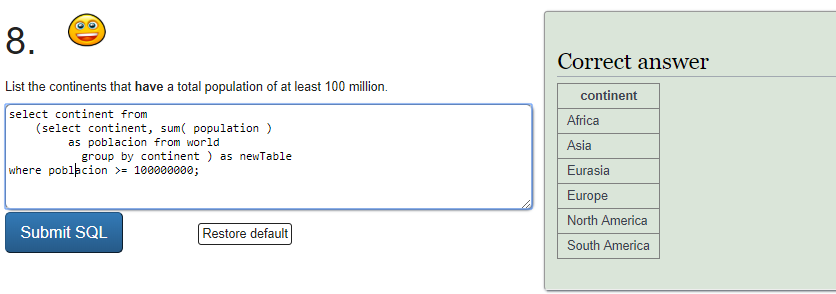 8.
List the continents that have a total population of at least 100 million.
select continent from
(select continent, sum( population )
as poblacion from world
group by continent ) as newTable
where poblacion >= 100000000;
Submit SQL
Restore default
Correct answer
continent
Africa
Asia
Eurasia
Europe
North America
South America